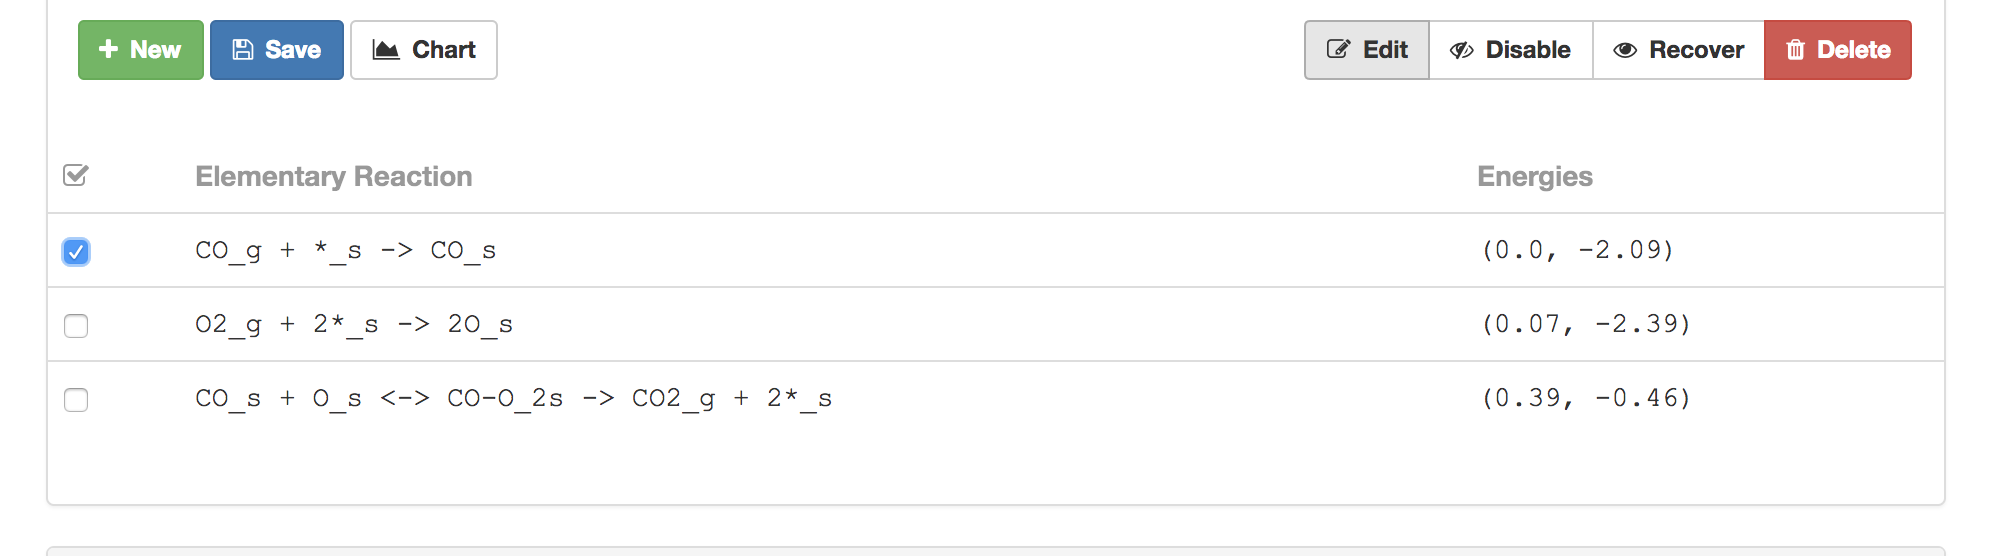 New Save Chart Edit Disable Recover Delete
Elementary Reaction Energies
CO_g + *_s -> CO_s (0.0, -2.09)
O2_g + 2*_s -> 2O_s (0.07, -2.39)
CO_s + O_s <-> CO-O_2s -> CO2_g + 2*_s (0.39, -0.46)